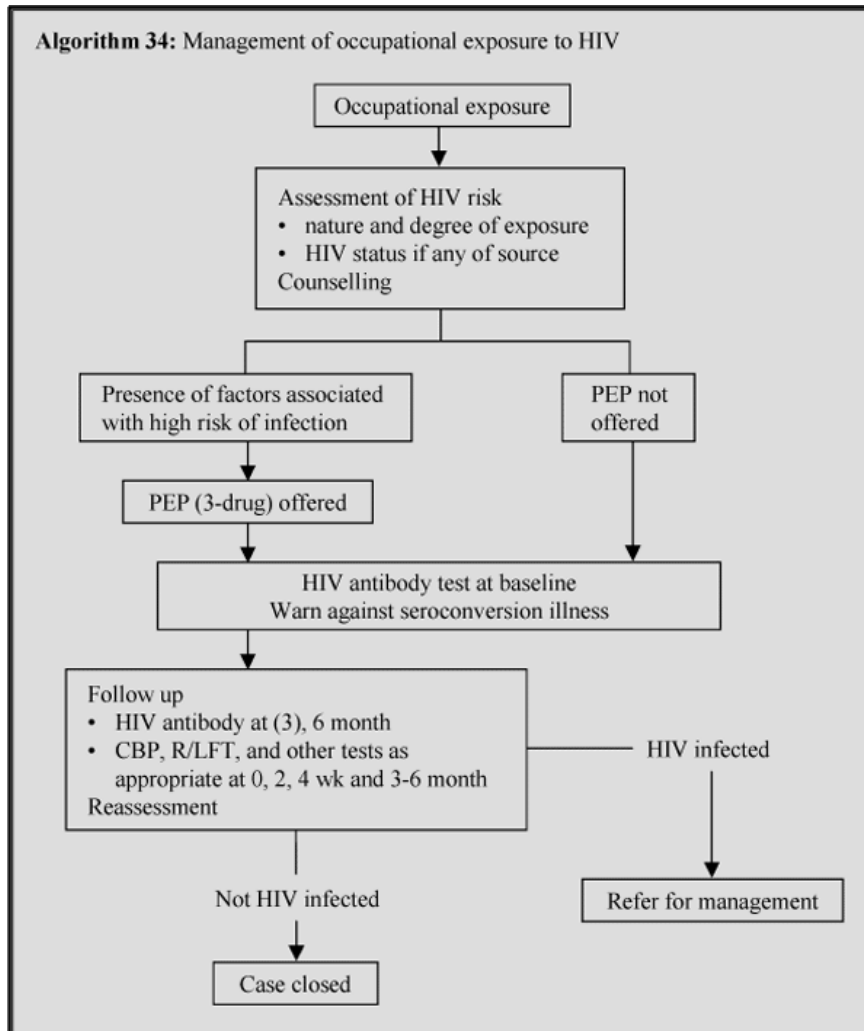 Algorithm 34: Management of occupational exposure to HIV
Occupational exposure
Assessment of HIV risk
• nature and degree of exposure
• HIV status if any of source
Counselling
Presence of factors associated
with high risk of infection
PEP not
offered
PEP (3-drug) offered
HIV antibody test at baseline
Warn against seroconversion illness
Follow up
• HIV antibody at (3), 6 month
• CBP, R/LFT, and other tests as
appropriate at 0, 2, 4 wk and 3-6 month
Reassessment
HIV infected
Not HIV infected
Refer for management
Case closed